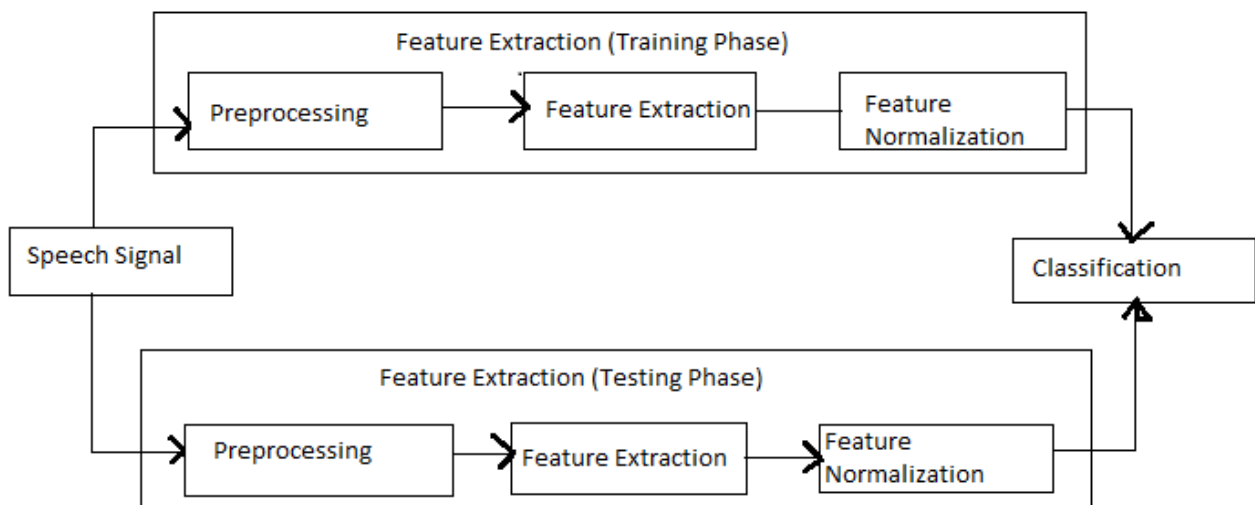 Feature Extraction (Training Phase)
Preprocessing
Feature Extraction
Feature
Normalization
Speech Signal
Classification
Feature Extraction (Testing Phase)
Preprocessing
Feature Extraction
Feature
Normalization